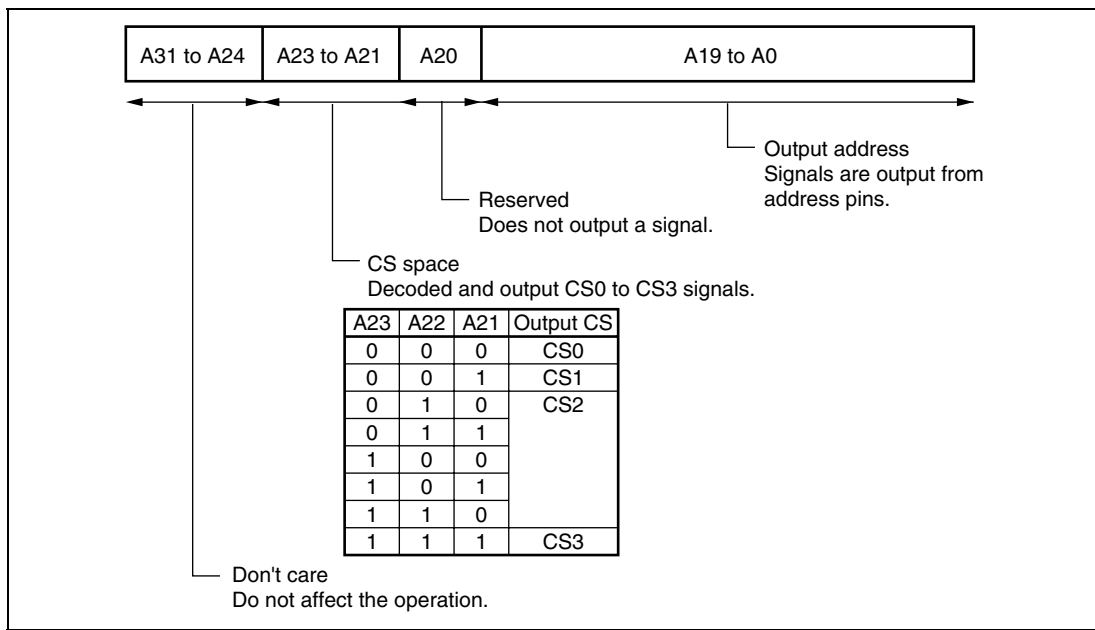 A31 to A24 A23 to A21 A20 A19 to A0
Output address
Signals are output from
address pins.
Reserved
Does not output a signal.
CS space
Decoded and output CS0 to CS3 signals.
A23 A22 A21 Output CS
0 0 0 CS0
0 0 1 CS1
0 1 0 CS2
0 1 1
1 0 0
1 0 1
1 1 0
1 1 1 CS3
Don't care
Do not affect the operation.